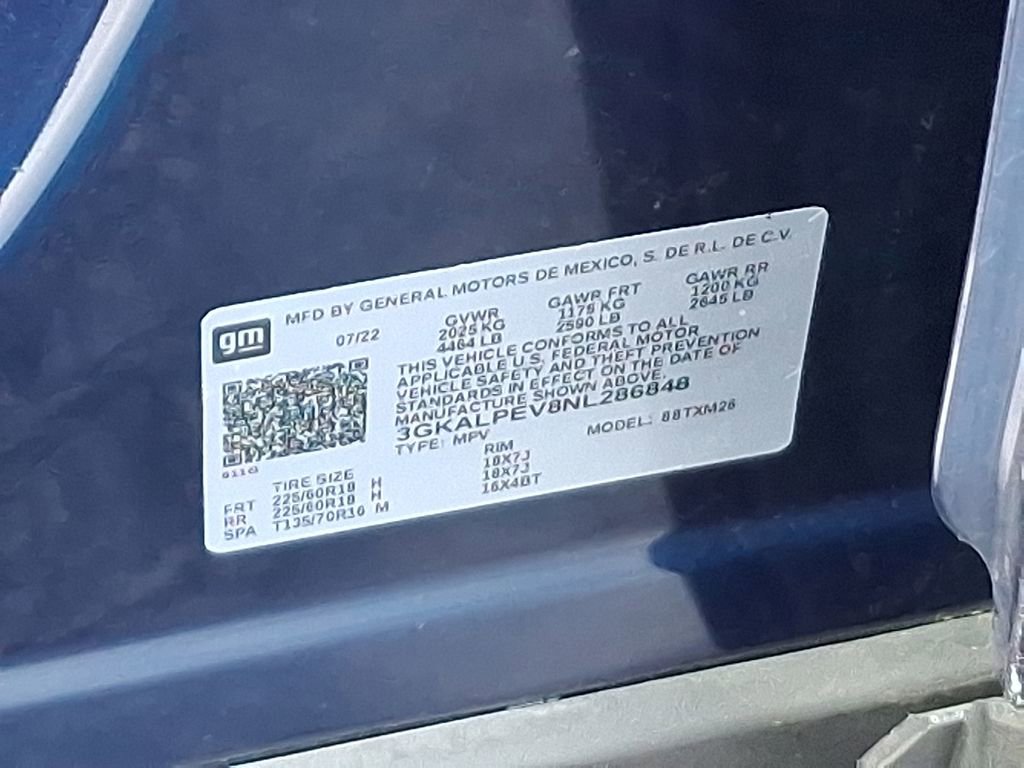 gm
MFD BY GENERAL MOTORS DE MEXICO, S. DE R.L. DE C.V.
07/22 GVWR GAWR FRT GAWR RR
2025 KG 1175 KG 1200 KG
4464 LB 2590 LB 2645 LB
THIS VEHICLE CONFORMS TO ALL
APPLICABLE U.S. FEDERAL MOTOR
VEHICLE SAFETY AND THEFT PREVENTION
STANDARDS IN EFFECT ON THE DATE OF
MANUFACTURE SHOWN ABOVE.
3GKALPEV8NL286848
TYPE: MPV MODEL: 88TXM26
TIRE SIZE RIM
FRT 225/60R18 H 18X7J
RR 225/60R18 H 18X7J
SPA T135/70R16 M 16X4BT